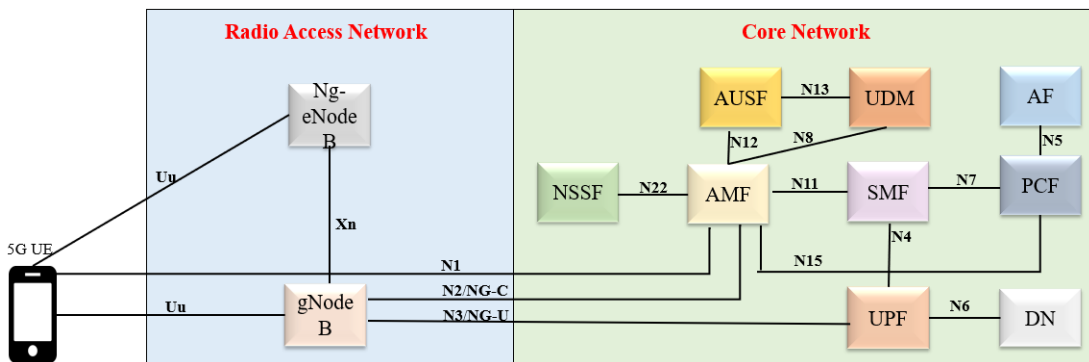 Radio Access Network
Core Network
Ng-
eNode
B
AUSF
N13
UDM
AF
N12
N8
N5
Uu
NSSF
N22
AMF
N11
SMF
N7
PCF
Xn
N4
5G UE
N1
N15
N2/NG-C
Uu
gNode
B
N3/NG-U
UPF
N6
DN